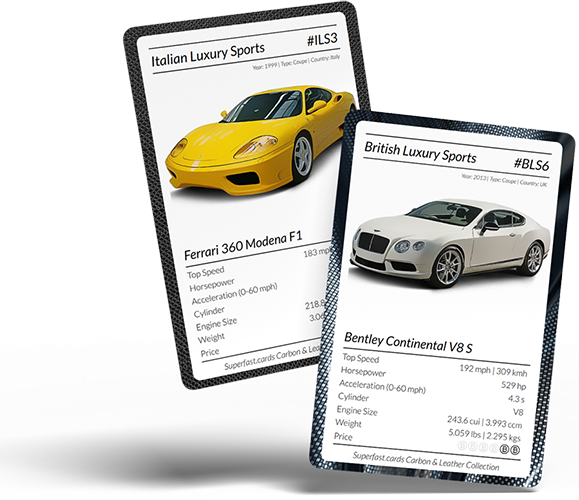 Italian Luxury Sports #ILS3
Year: 1999 | Type: Coupe | Country: Italy
Ferrari 360 Modena F1
Top Speed 183 mp
Horsepower
Acceleration (0-60 mph)
Cylinder
Engine Size 218.8
Weight 3.0
Price
Superfast.cards Carbon & Leather
British Luxury Sports #BLS6
Year: 2013 | Type: Coupe | Country: UK
Bentley Continental V8 S
Top Speed 192 mph | 309 kmh
Horsepower 529 hp
Acceleration (0-60 mph) 4.3 s
Cylinder V8
Engine Size 243.6 cui | 3.993 ccm
Weight 5.059 lbs | 2.295 kgs
Price B B B B B
Superfast.cards Carbon & Leather Collection